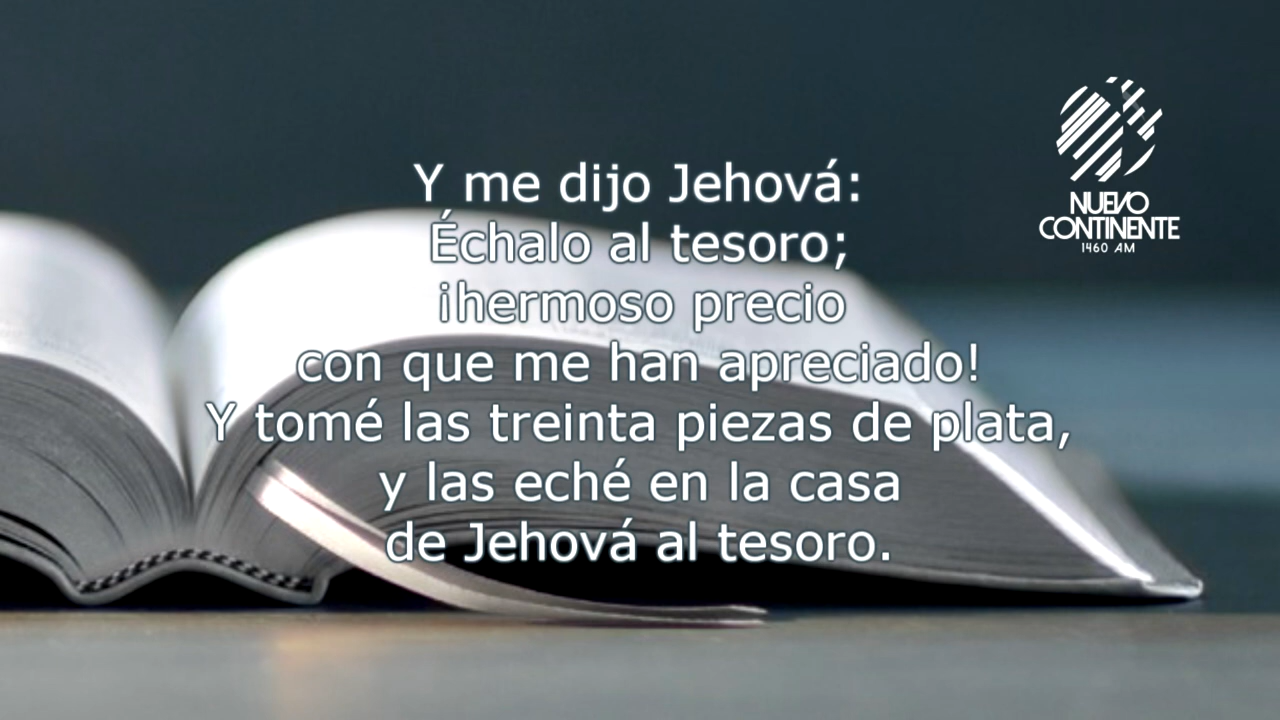 Y me dijo Jehová:
Échalo al tesoro;
¡hermoso precio
con que me han apreciado!
Y tomé las treinta piezas de plata,
y las eché en la casa
de Jehová al tesoro.
NUEVO
CONTINENTE
1460 AM